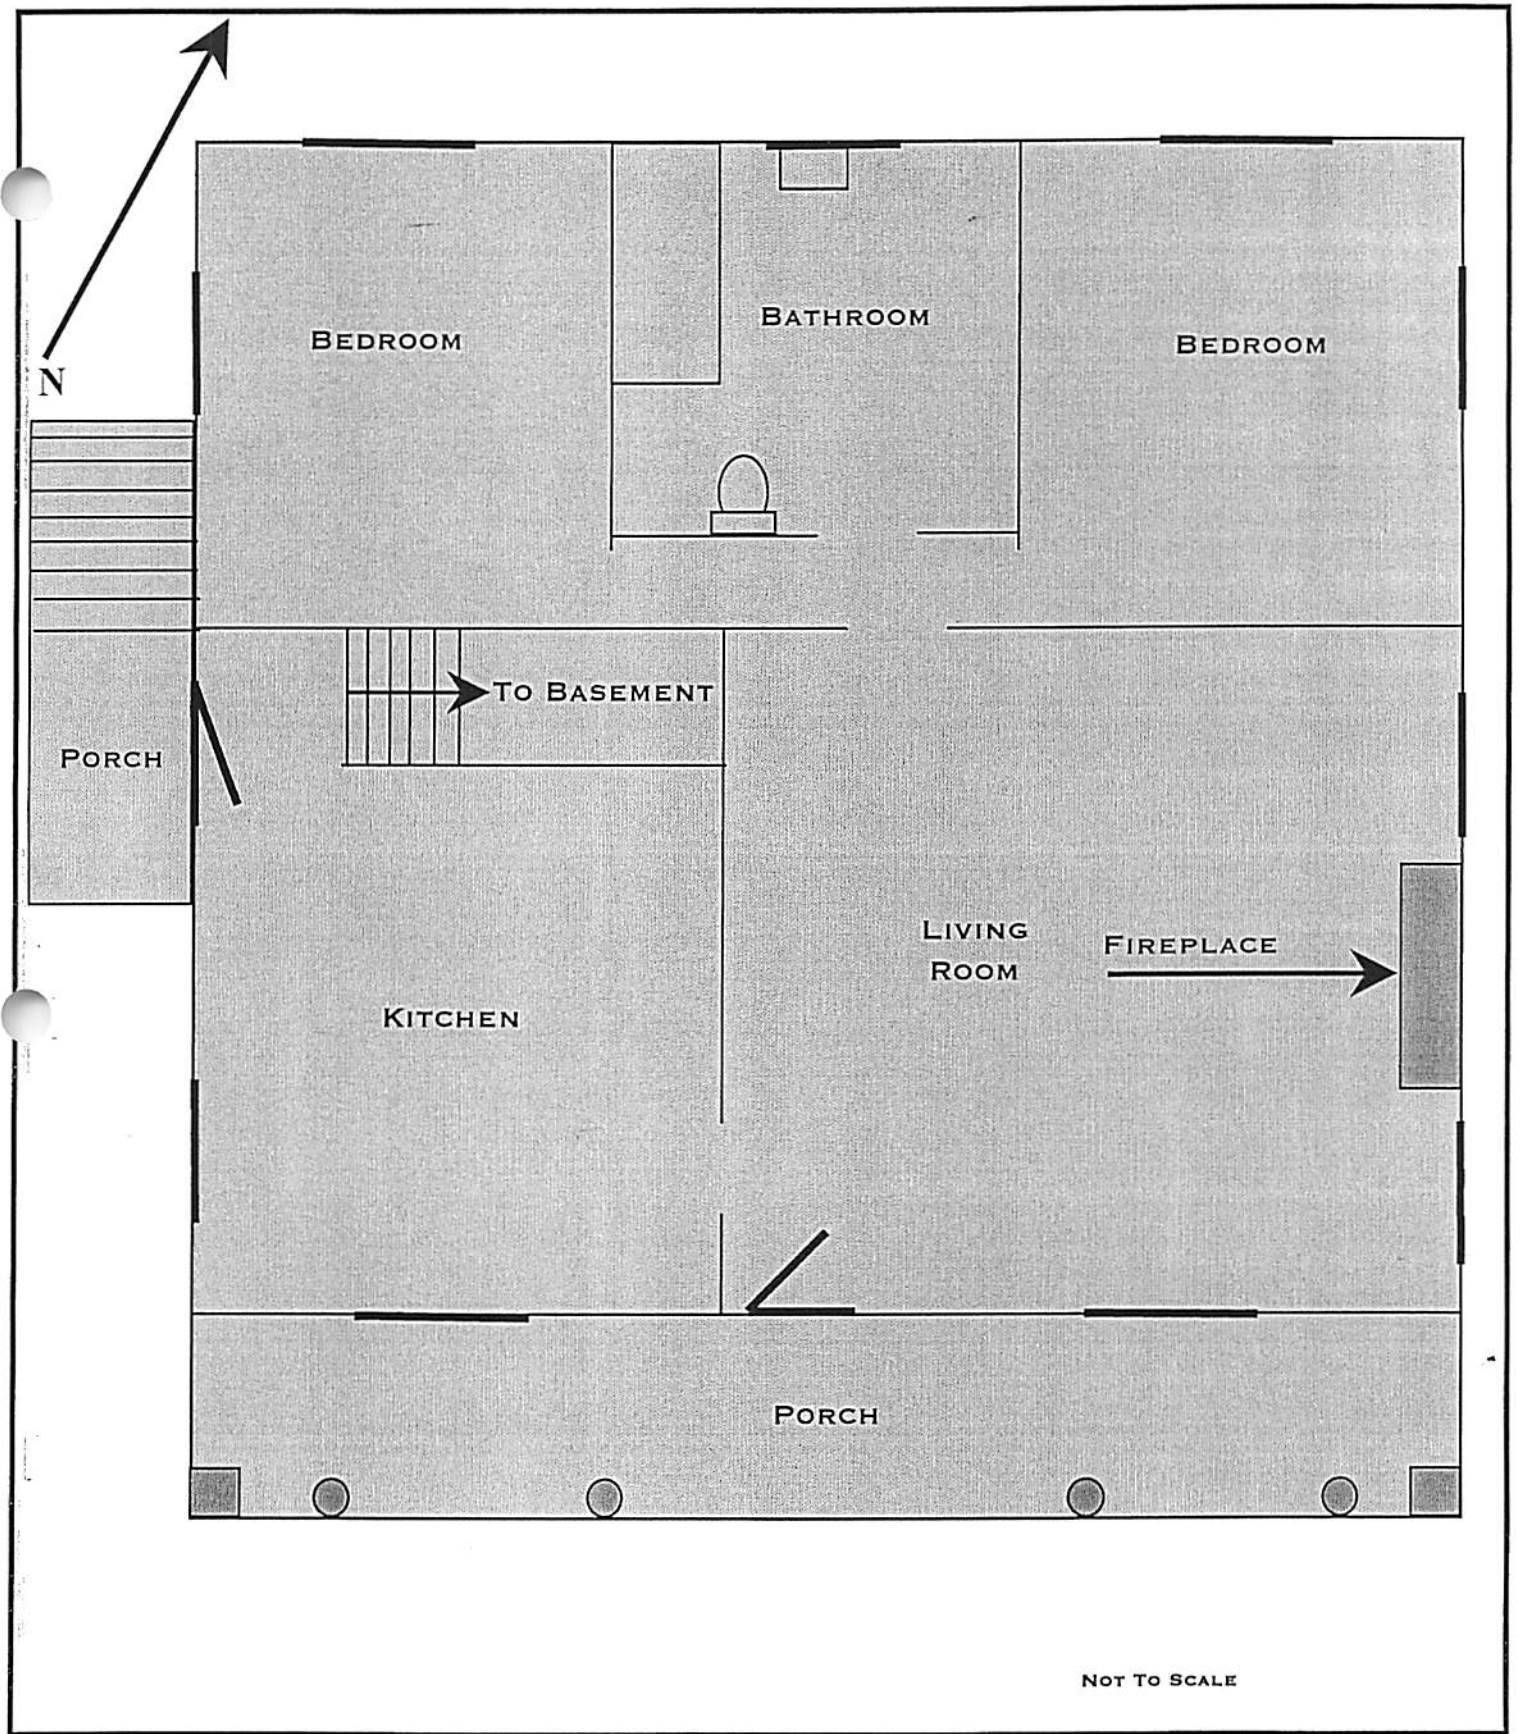 N
BEDROOM
BATHROOM
BEDROOM
TO BASEMENT
PORCH
LIVING
ROOM
FIREPLACE
KITCHEN
PORCH
NOT TO SCALE